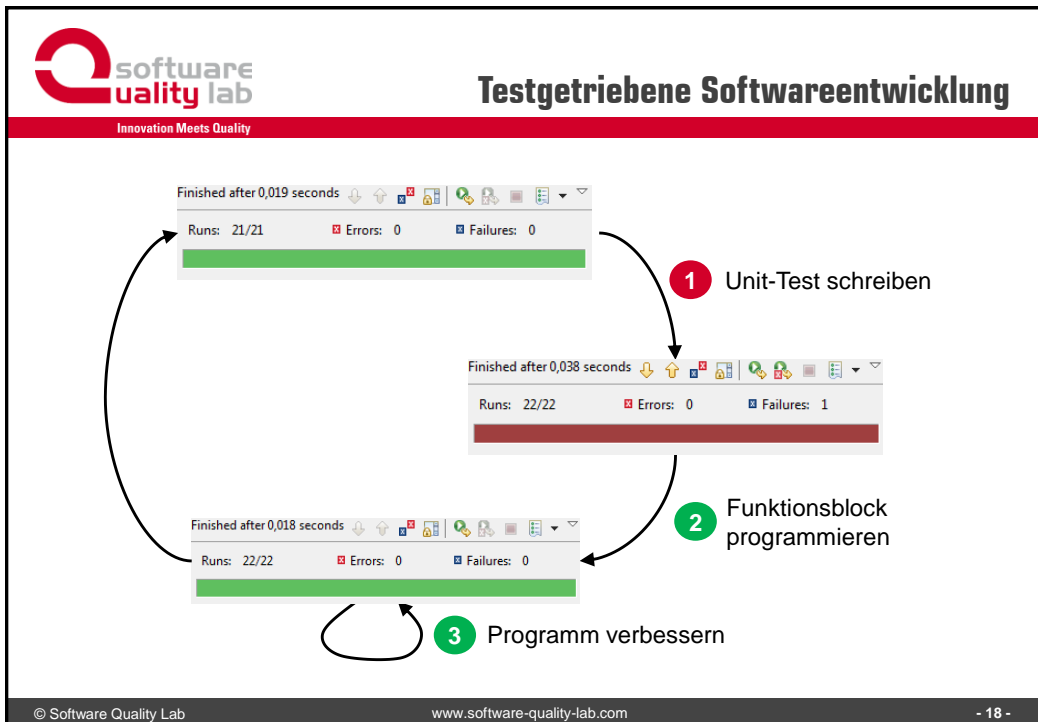 software
Quality lab
Testgetriebene Softwareentwicklung
Innovation Meets Quality
Finished after 0,019 seconds
Runs: 21/21 Errors: 0 Failures: 0
1 Unit-Test schreiben
Finished after 0,038 seconds
Runs: 22/22 Errors: 0 Failures: 1
2 Funktionsblock
programmieren
Finished after 0,018 seconds
Runs: 22/22 Errors: 0 Failures: 0
3 Programm verbessern
© Software Quality Lab www.software-quality-lab.com - 18 -